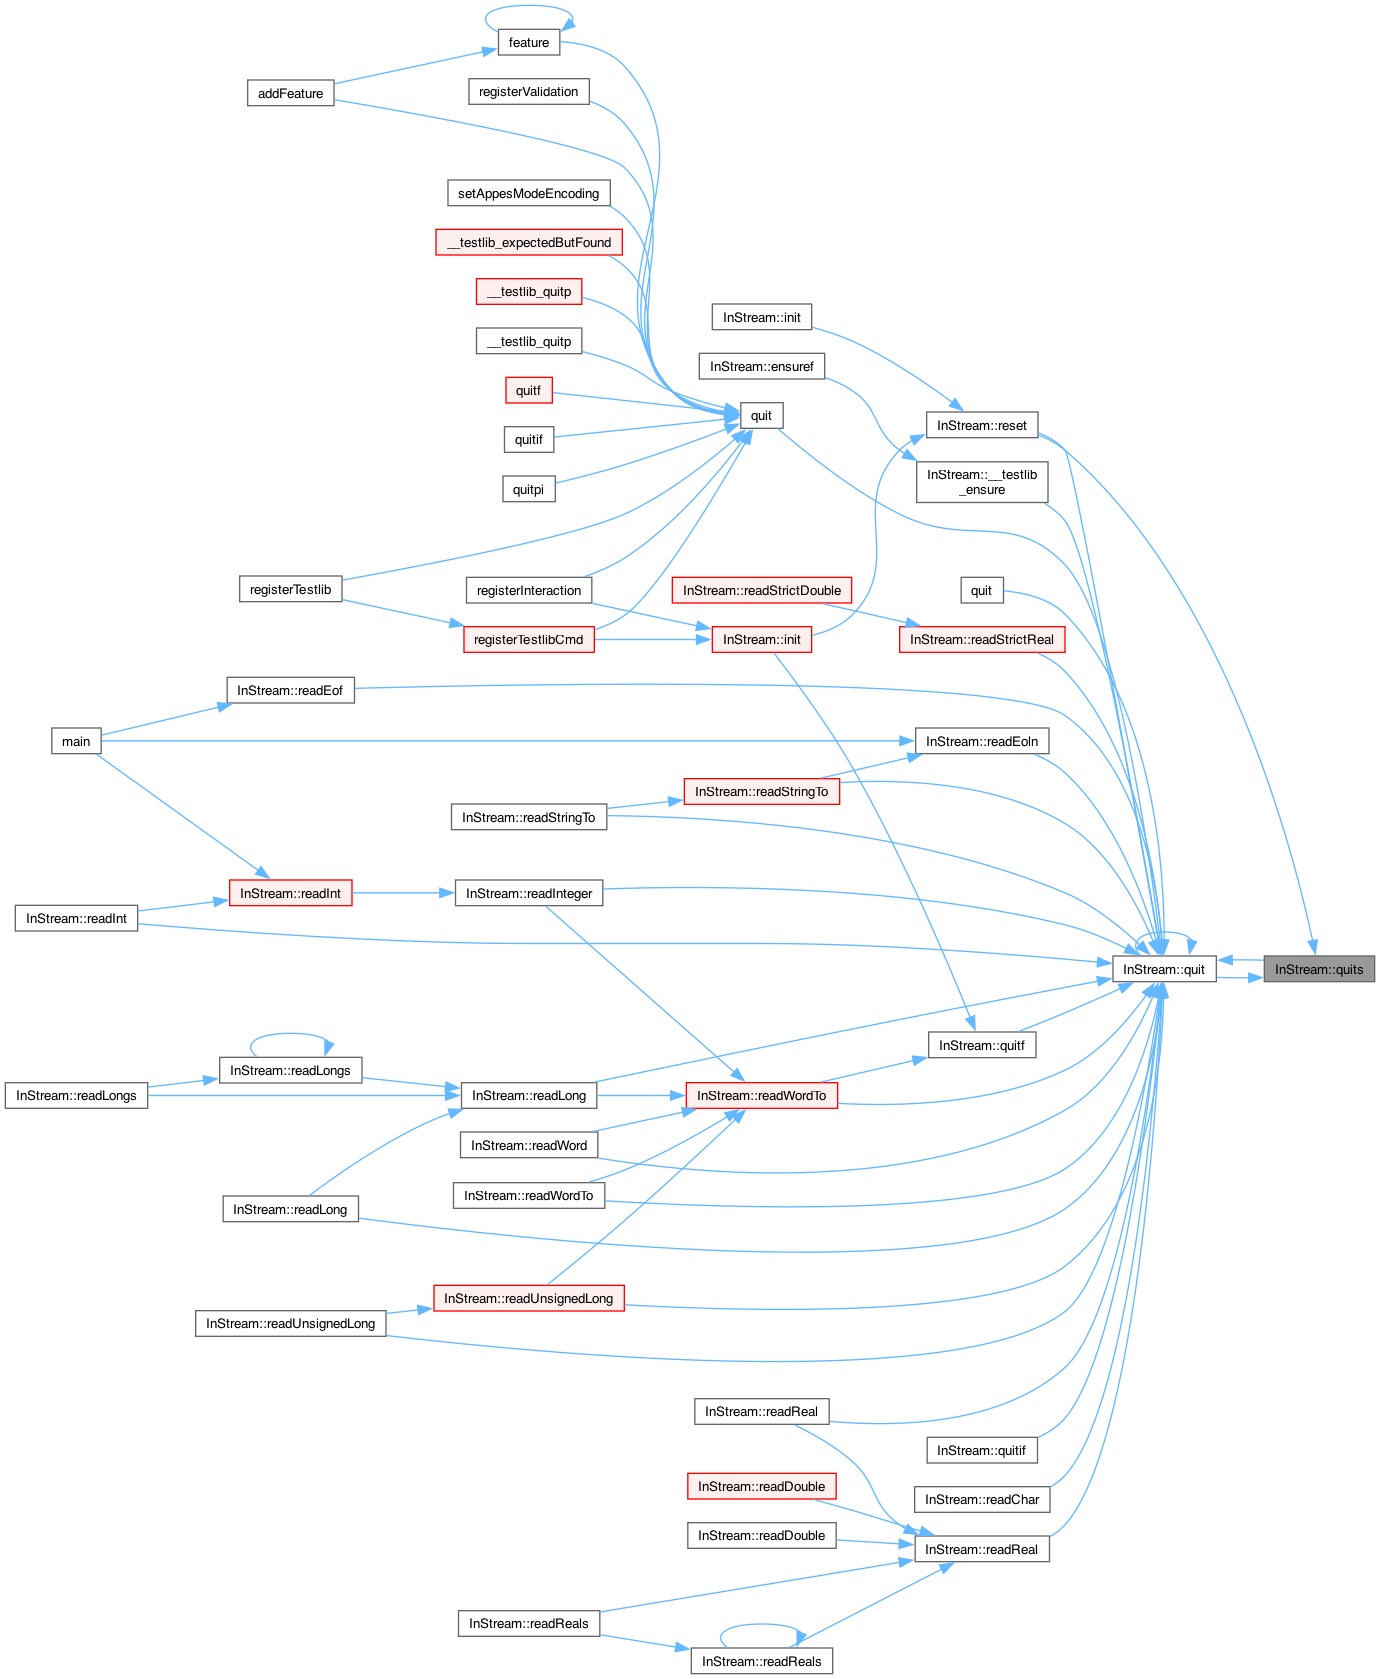 feature
addFeature
registerValidation
setAppesModeEncoding
__testlib_expectedButFound
__testlib_quitp
InStream::init
__testlib_quitp
InStream::ensuref
quitf
quit
InStream::reset
quitif
InStream::__testlib
_ensure
quitpi
registerTestlib
registerInteraction
InStream::readStrictDouble
quit
registerTestlibCmd
InStream::init
InStream::readStrictReal
InStream::readEof
main
InStream::readEoln
InStream::readStringTo
InStream::readStringTo
InStream::readInt
InStream::readInteger
InStream::readInt
InStream::quit
InStream::quits
InStream::quitf
InStream::readLongs
InStream::readLongs
InStream::readLong
InStream::readWordTo
InStream::readWord
InStream::readWordTo
InStream::readLong
InStream::readUnsignedLong
InStream::readUnsignedLong
InStream::readReal
InStream::quitif
InStream::readDouble
InStream::readChar
InStream::readDouble
InStream::readReal
InStream::readReals
InStream::readReals